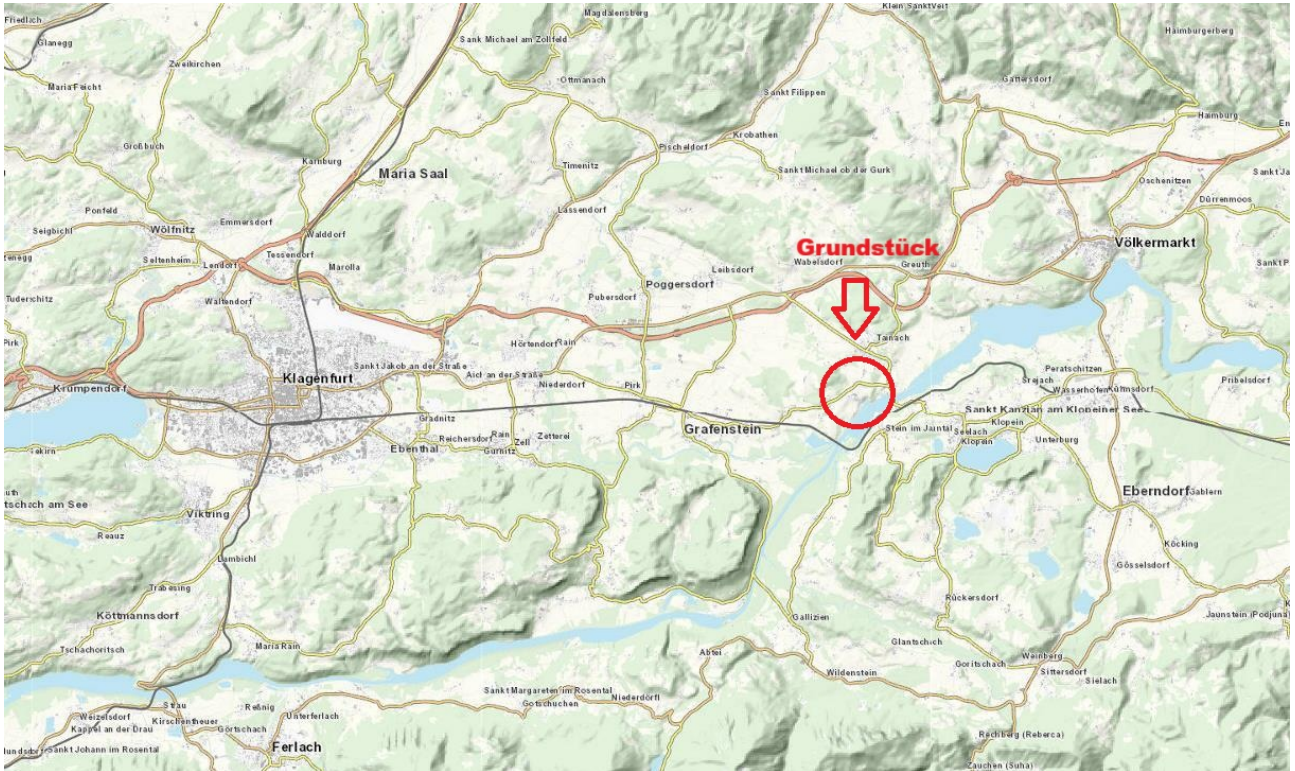 Friedlach
Glanegg
Zweikirchen
Maria Feicht
Großbuch
Karnburg
Maria Saal
Sank Michael am Zollfeld
Magdalensberg
Ottmanach
Timenitz
Lassendorf
Pischeldorf
Krobathen
Sankt Filippen
Sankt Michael ob der Gurk
Klein Sankt Veit
Gattersdorf
Haimburgerberg
Haimburg
Oschenitzen
Dürrenmoos
Völkermarkt
Ponfeld
Seigbichl
Wölfnitz
Emmersdorf
Seltenheim
Lendorf
Tessendorf
Walddorf
Marolla
Waltendorf
Tuderschitz
Pirk
Krumpendorf
Klagenfurt
Sankt Jakob an der Straße
Hörtendorf
Rain
Aich an der Straße
Niederdorf
Pirk
Pubersdorf
Poggersdorf
Leibsdorf
Grundstück
Wabelsdorf
Greuth
Tainach
Grafenstein
Stein im Jauntal
Seelach
Klopein
Klopein
Sankt Kanzian am Klopeiner See
Srejach
Peratschitzen
Wasserhofen
Kühnsdorf
Unterburg
Pribelsdorf
Eberndorf
Gablern
Köcking
Gösselsdorf
Jaunstein (Podjuna)
Gradnitz
Ebenthal
Reichersdorf
Rain
Zell
Gurnitz
Zetterei
Viktring
Reauz
Lambichl
Trabesing
Köttmannsdorf
Tschachoritsch
Maria Rain
Strau
Weizelsdorf
Kappel an der Drau
Kirschentheuer
Sankt Johann im Rosental
Görtschach
Reßnig
Unterferlach
Ferlach
Sankt Margareten im Rosental
Gotschuchen
Niederdörfl
Abtei
Gallizien
Wildenstein
Rückersdorf
Glantschach
Goritschach
Weinberg
Sittersdorf
Sielach
Rechberg (Reberca)
Zauchen (Suha)